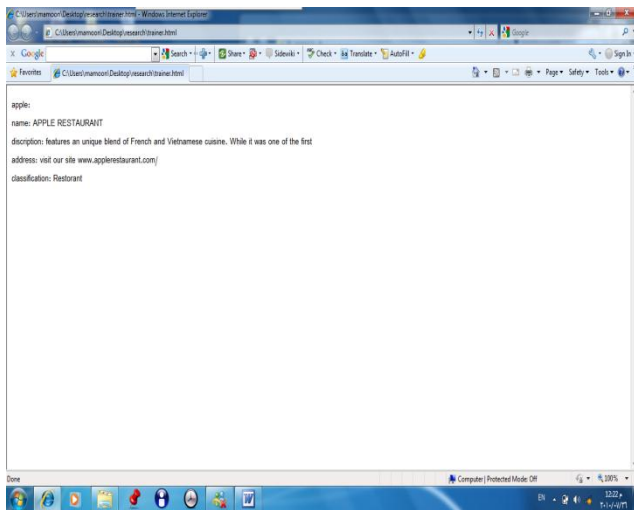 C:\Users\mamoon\Desktop\research\trainer.html - Windows Internet Explorer
C:\Users\mamoon\Desktop\research\trainer.html
Google
x Google Search Share Sidewiki Check Translate AutoFill Sign In
Favorites C:\Users\mamoon\Desktop\research\trainer.html Page Safety Tools
apple:
name: APPLE RESTAURANT
discription: features an unique blend of French and Vietnamese cuisine. While it was one of the first
address: visit our site www.applerestaurant.com/
classification: Restorant
Done Computer | Protected Mode: Off 100%
EN 12:22 م